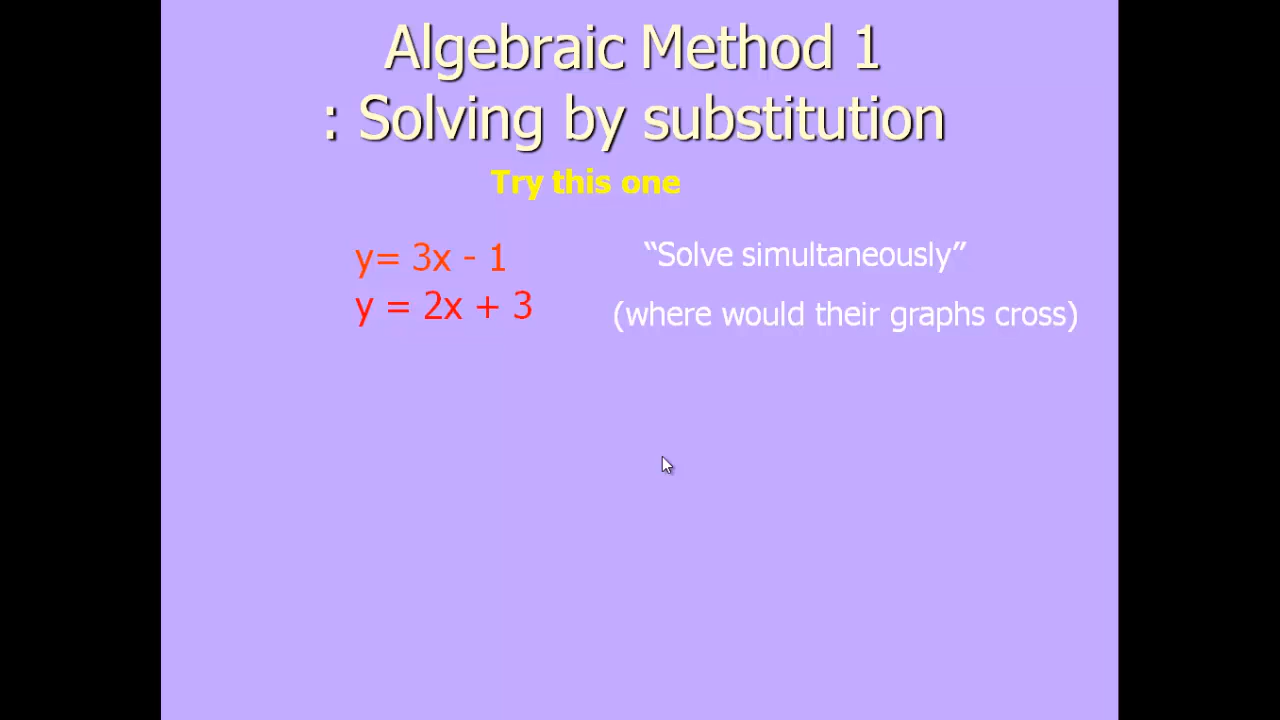 Algebraic Method 1
: Solving by substitution
Try this one
y= 3x - 1
“Solve simultaneously”
y = 2x + 3
(where would their graphs cross)